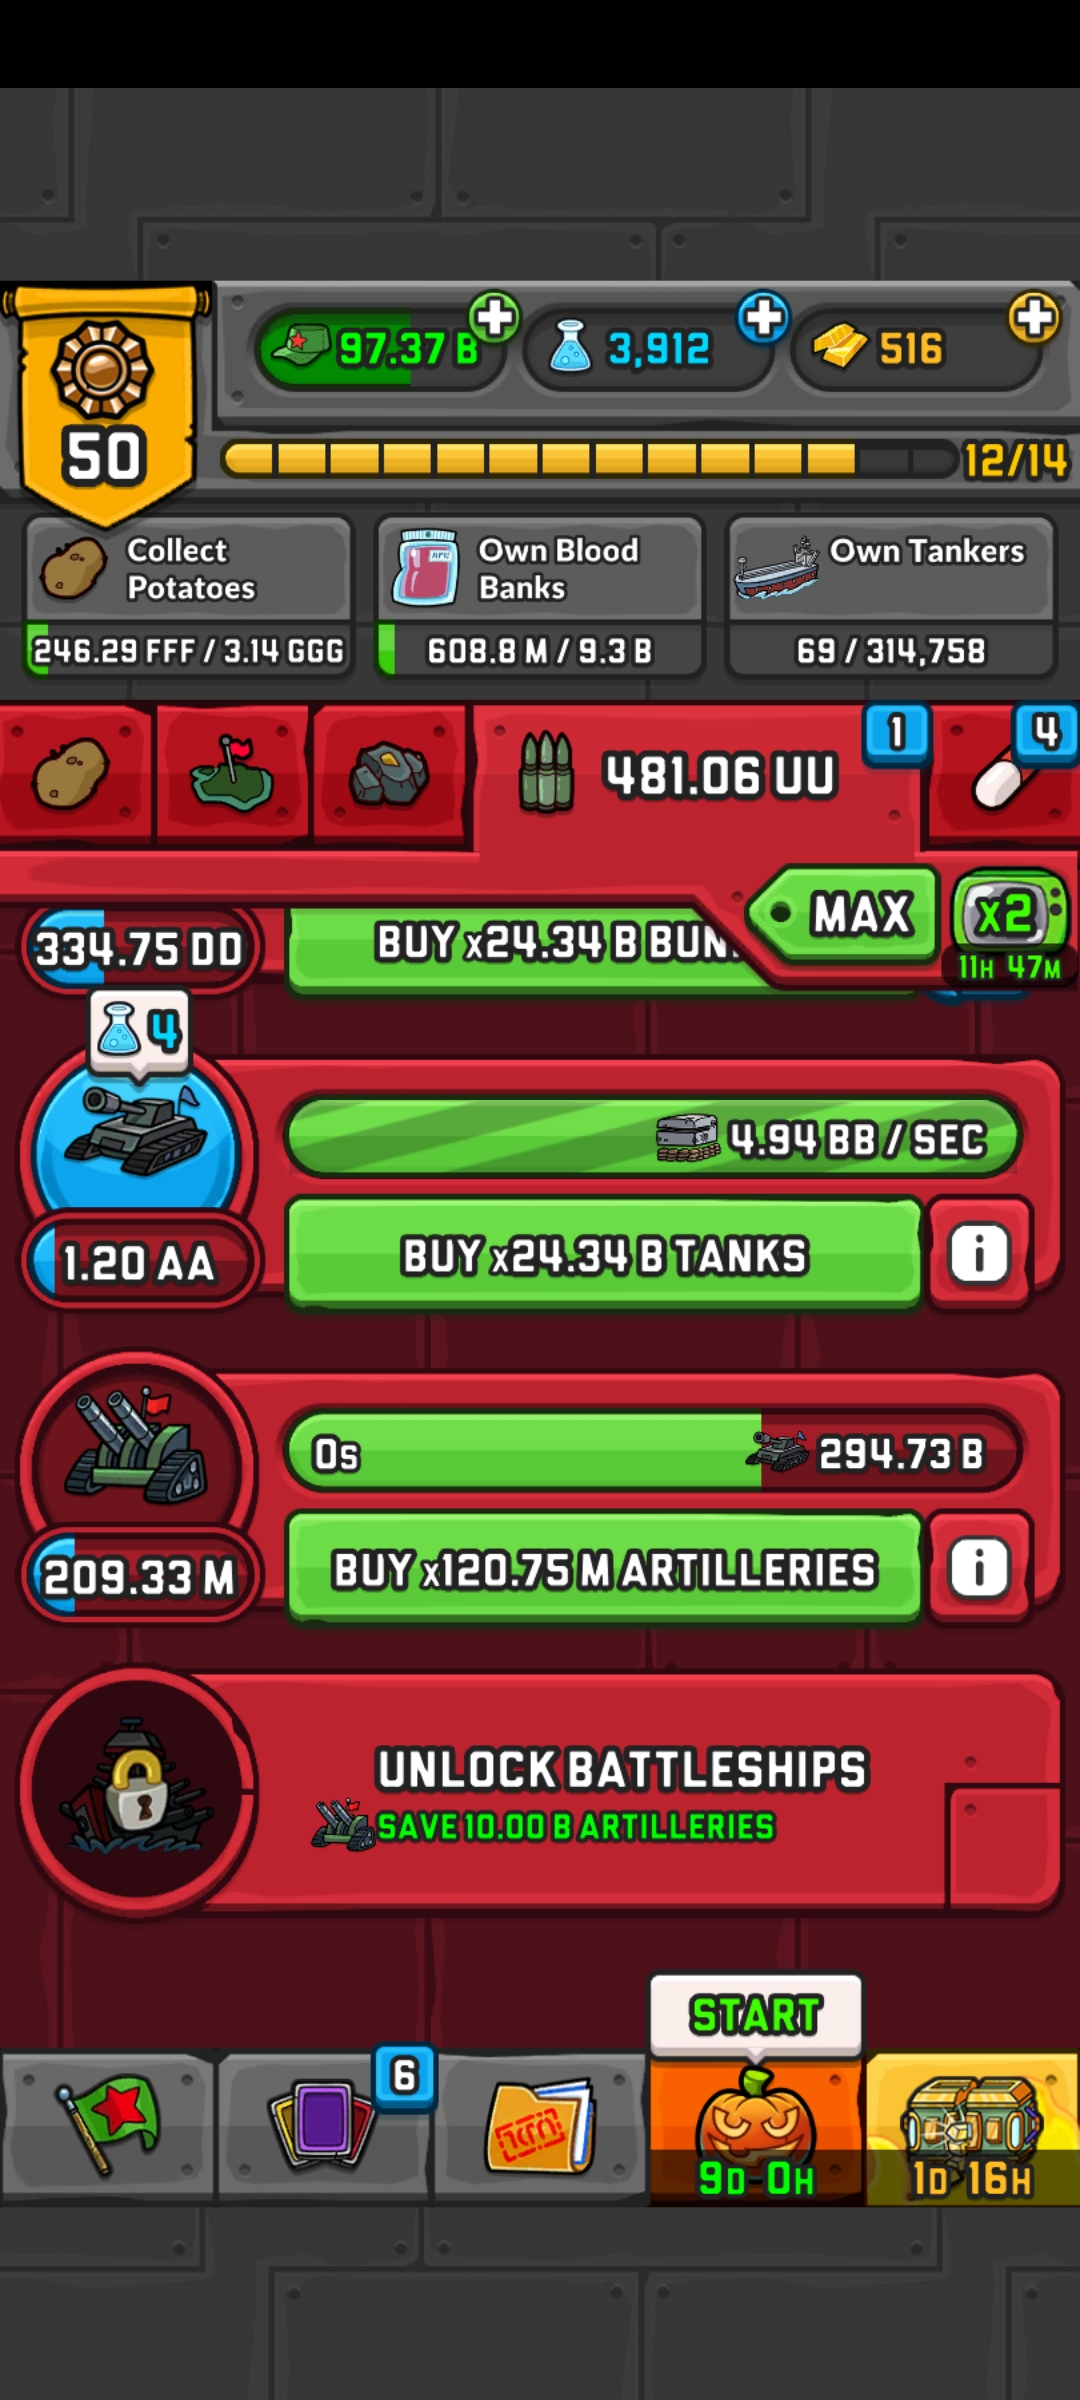 97.37 B
3,912
516
50
12/14
Collect
Potatoes
246.29 FFF / 3.14 GGG
Own Blood
Banks
608.8 M / 9.3 B
Own Tankers
69 / 314,758
481.06 UU
1
4
MAX
x2
11H 47M
334.75 DD
BUY x24.34 B BUN
4
4.94 BB / SEC
1.20 AA
BUY x24.34 B TANKS
i
0s
294.73 B
209.33 M
BUY x120.75 M ARTILLERIES
i
UNLOCK BATTLESHIPS
SAVE 10.00 B ARTILLERIES
START
6
9D 0H
1D 16H